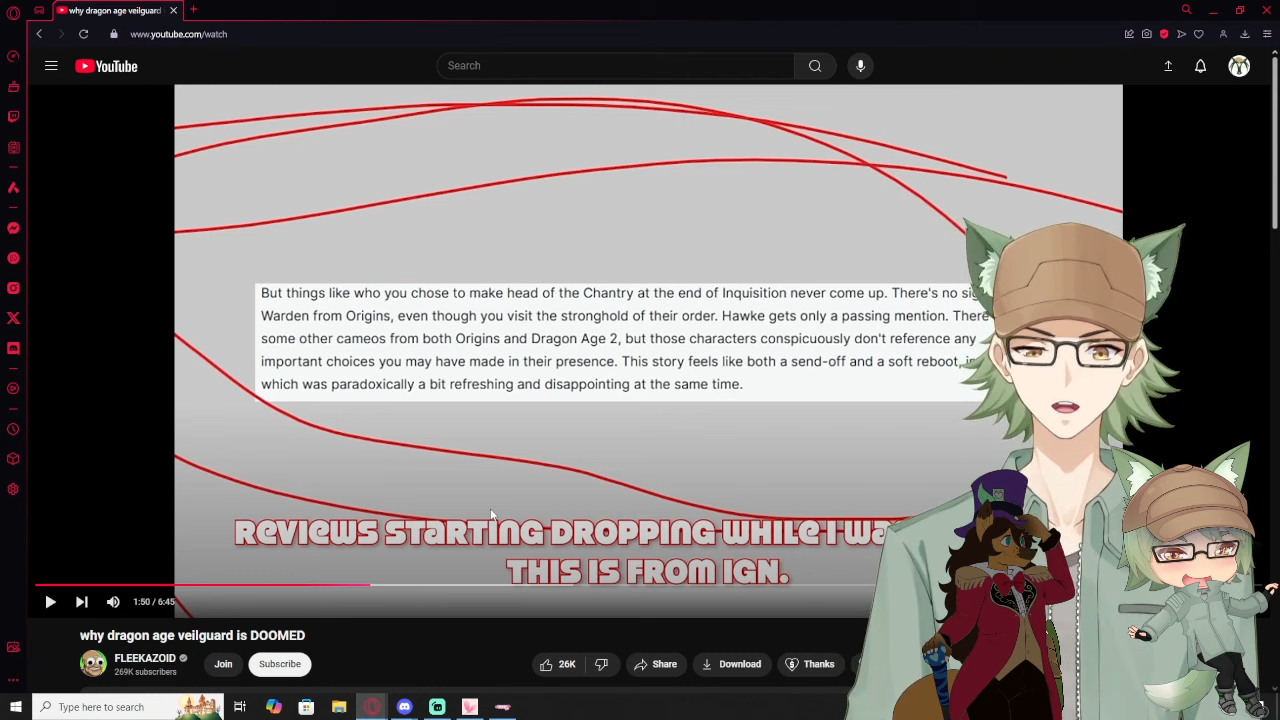 why dragon age veilguard
www.youtube.com/watch
YouTube
Search
But things like who you chose to make head of the Chantry at the end of Inquisition never come up. There's no
Warden from Origins, even though you visit the stronghold of their order. Hawke gets only a passing mention. There
some other cameos from both Origins and Dragon Age 2, but those characters conspicuously don't reference any
important choices you may have made in their presence. This story feels like both a send-off and a soft reboot,
which was paradoxically a bit refreshing and disappointing at the same time.
REVIEWS STARTING DROPPING WHILE I
THIS IS FROM IGN.
1:50 / 6:45
why dragon age veilguard is DOOMED
FLEEKAZOID
269K subscribers
Join
Subscribe
26K
Share
Download
Thanks
Type here to search